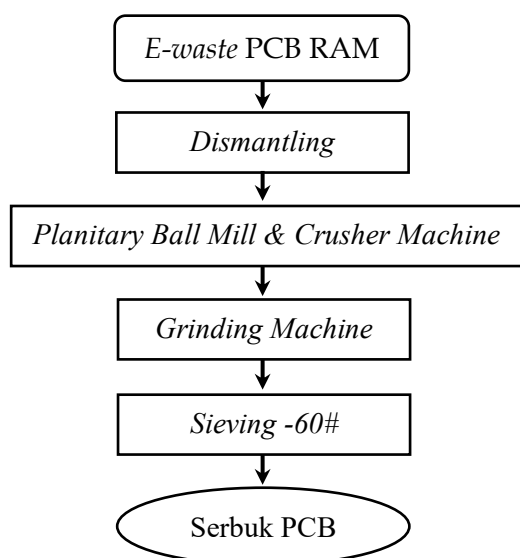 E-waste PCB RAM
Dismantling
Planitary Ball Mill & Crusher Machine
Grinding Machine
Sieving -60#
Serbuk PCB